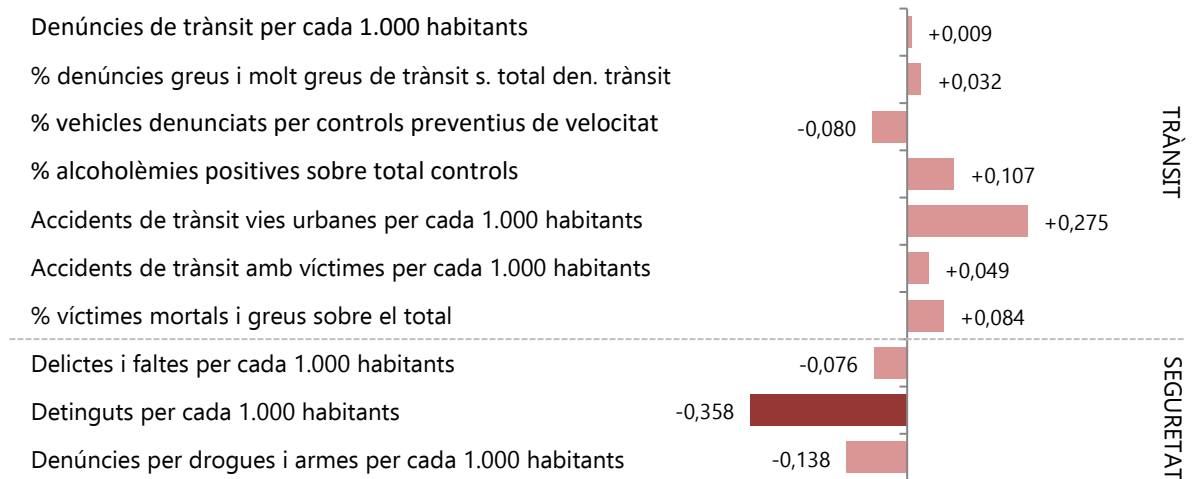 Denúncies de trànsit per cada 1.000 habitants
+0,009
% denúncies greus i molt greus de trànsit s. total den. trànsit
+0,032
% vehicles denunciats per controls preventius de velocitat
-0,080
% alcoholèmies positives sobre total controls
+0,107
Accidents de trànsit vies urbanes per cada 1.000 habitants
+0,275
Accidents de trànsit amb víctimes per cada 1.000 habitants
+0,049
% víctimes mortals i greus sobre el total
+0,084
TRÀNSIT
Delictes i faltes per cada 1.000 habitants
-0,076
Detinguts per cada 1.000 habitants
-0,358
Denúncies per drogues i armes per cada 1.000 habitants
-0,138
SEGURETAT